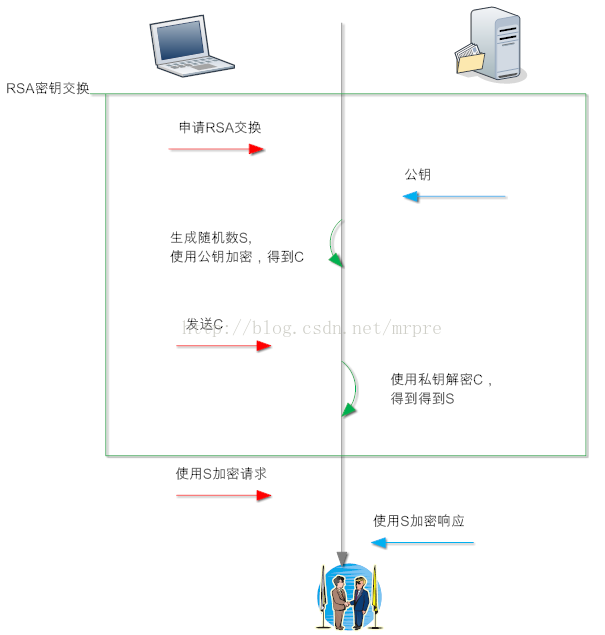 RSA密钥交换
申请RSA交换
公钥
生成随机数S,
使用公钥加密，得到C
发送C
http://blog.csdn.net/mrpre
使用私钥解密C，
得到得到S
使用S加密请求
使用S加密响应